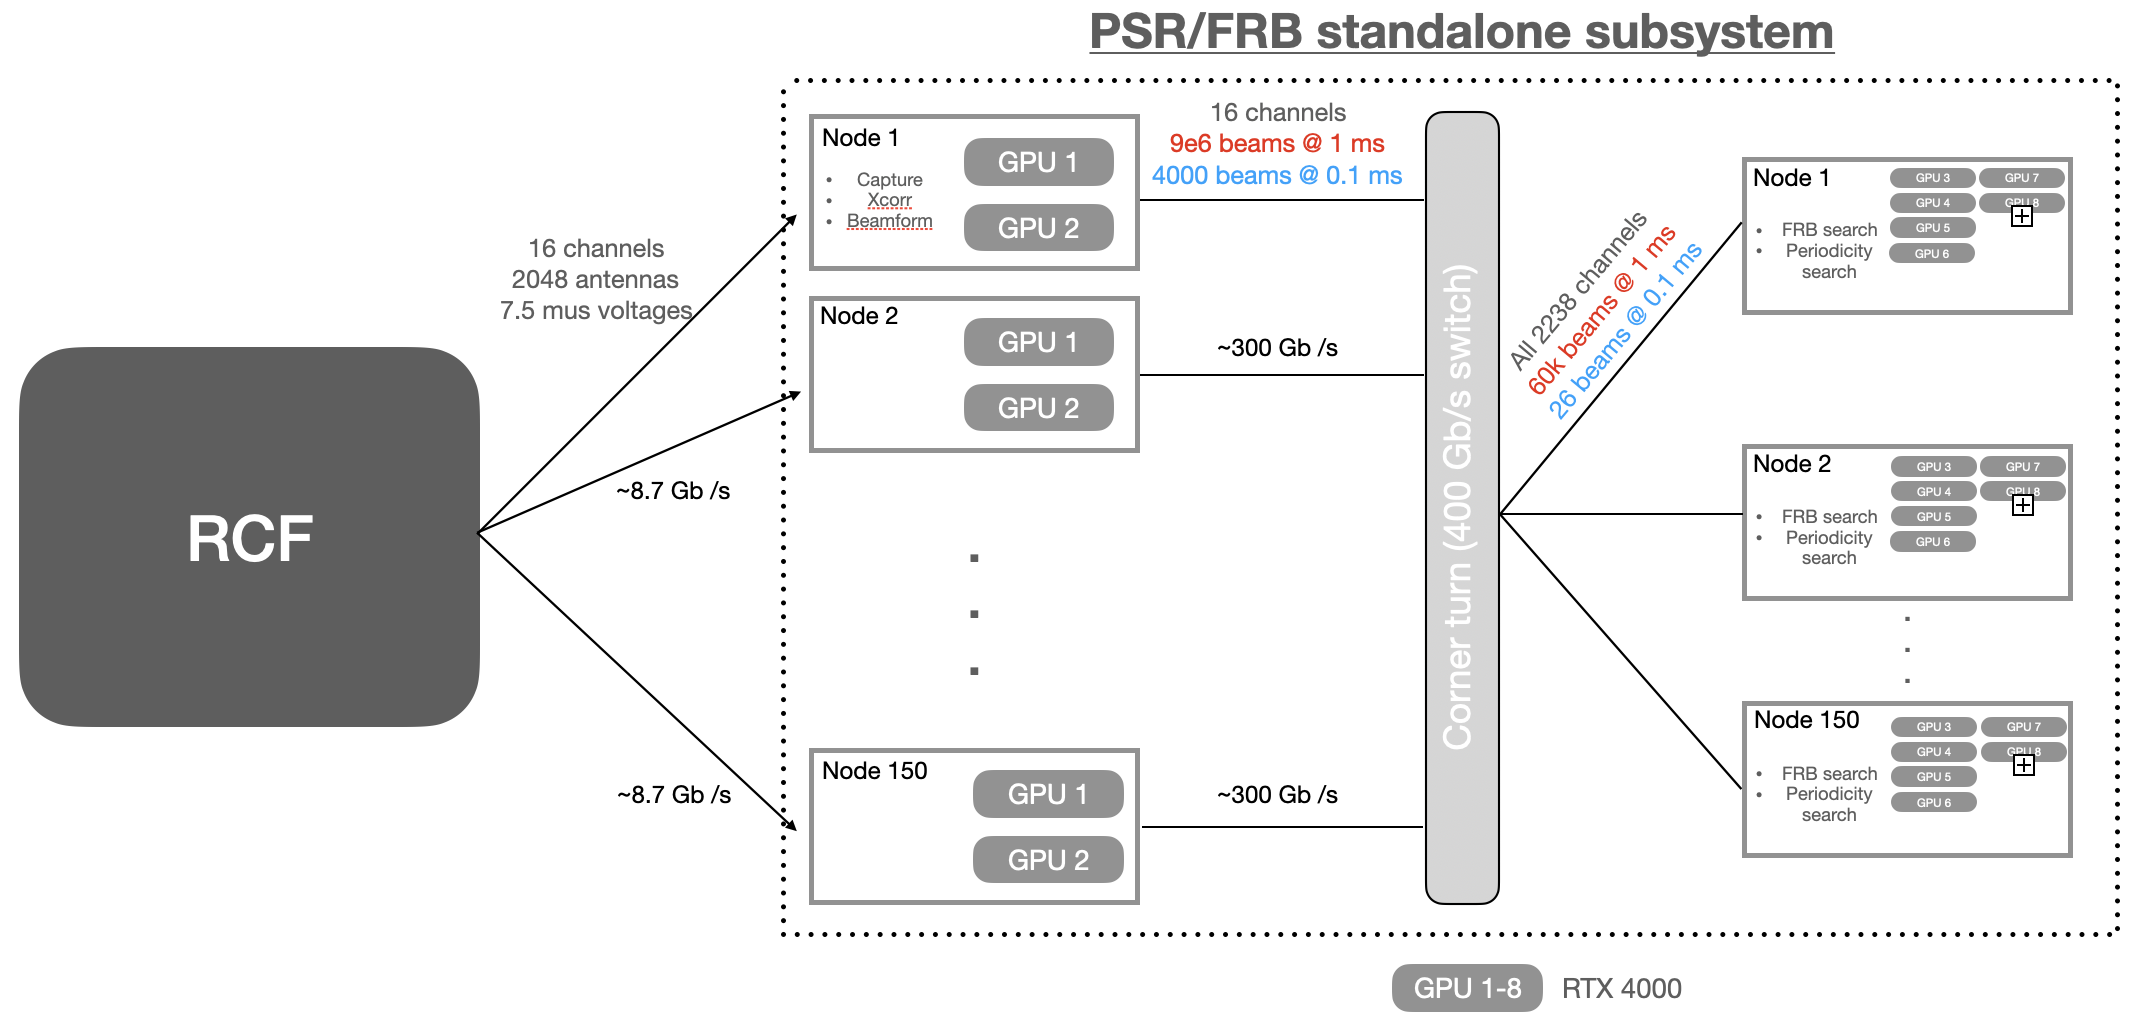 PSR/FRB standalone subsystem
RCF
16 channels
2048 antennas
7.5 mus voltages
~8.7 Gb /s
~8.7 Gb /s
Node 1
• Capture
• Xcorr
• Beamform
GPU 1
GPU 2
Node 2
GPU 1
GPU 2
Node 150
GPU 1
GPU 2
16 channels
9e6 beams @ 1 ms
4000 beams @ 0.1 ms
~300 Gb /s
~300 Gb /s
Corner turn (400 Gb/s switch)
All 2238 channels
60k beams @ 1 ms
26 beams @ 0.1 ms
Node 1
• FRB search
• Periodicity
search
GPU 3
GPU 4
GPU 5
GPU 6
GPU 7
GPU 8
Node 2
• FRB search
• Periodicity
search
GPU 3
GPU 4
GPU 5
GPU 6
GPU 7
GPU 8
Node 150
• FRB search
• Periodicity
search
GPU 3
GPU 4
GPU 5
GPU 6
GPU 7
GPU 8
GPU 1-8
RTX 4000